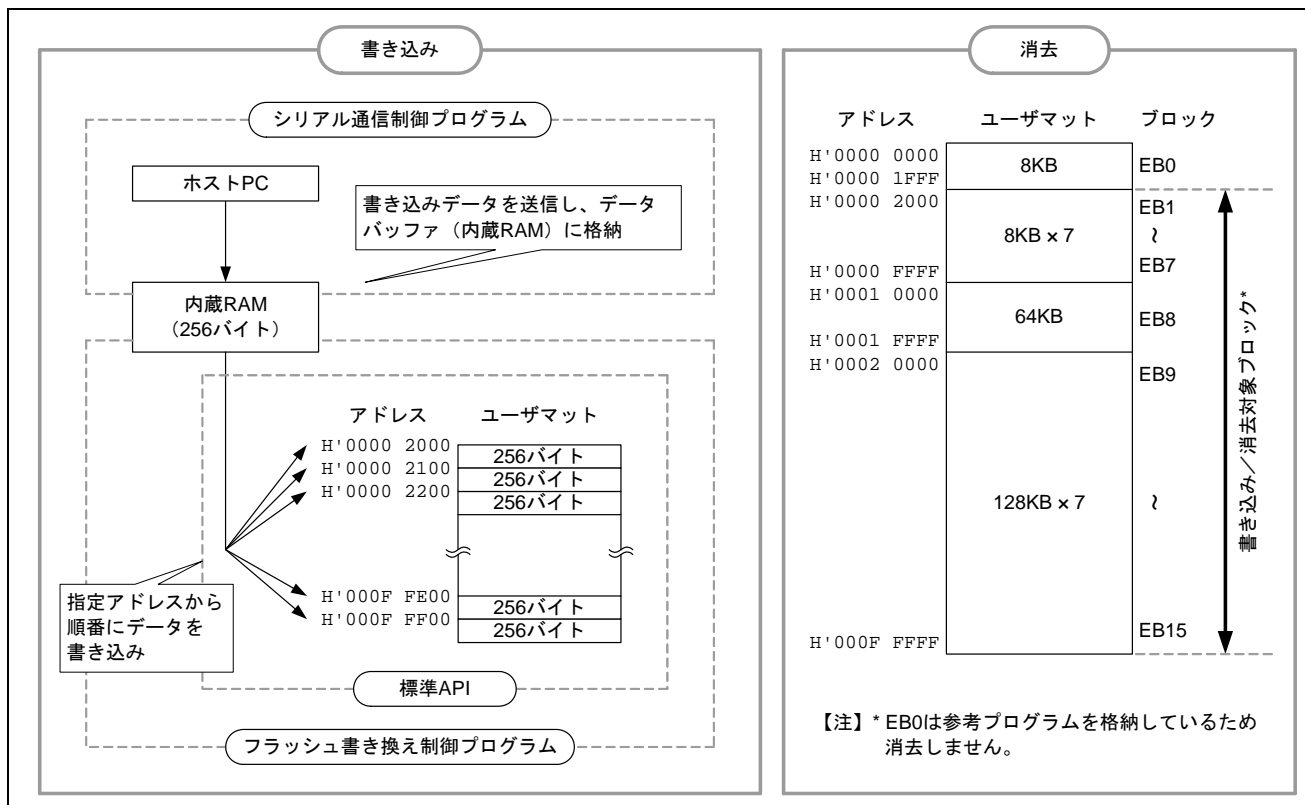 書き込み
シリアル通信制御プログラム
ホストPC
書き込みデータを送信し、データ
バッファ（内蔵RAM）に格納
内蔵RAM
（256バイト）
アドレス ユーザマット
H'0000 2000 256バイト
H'0000 2100 256バイト
H'0000 2200 256バイト
H'000F FE00 256バイト
H'000F FF00 256バイト
指定アドレスから
順番にデータを
書き込み
標準API
フラッシュ書き換え制御プログラム
消去
アドレス ユーザマット ブロック
H'0000 0000
8KB EB0
H'0000 1FFF
H'0000 2000 EB1
8KB × 7 ~
H'0000 FFFF EB7
H'0001 0000
64KB EB8
H'0001 FFFF
H'0002 0000 EB9
128KB × 7 ~
EB15
H'000F FFFF
書き込み／消去対象ブロック*
【注】* EB0は参考プログラムを格納しているため
消去しません。